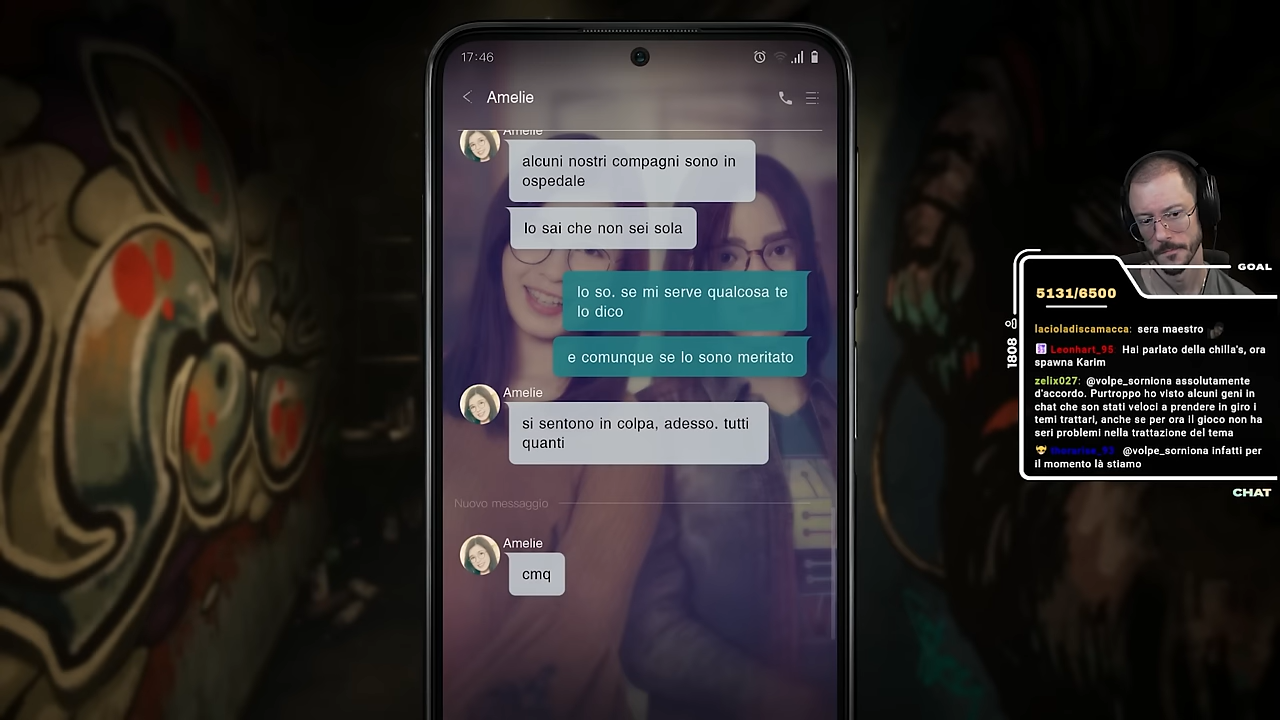 17:46
Amelie
Amelie
alcuni nostri compagni sono in
ospedale
lo sai che non sei sola
lo so. se mi serve qualcosa te
lo dico
e comunque se lo sono meritato
Amelie
si sentono in colpa, adesso. tutti
quanti
Nuovo messaggio
Amelie
cmq
GOAL
5131/6500
1808
lacioladiscamacca: sera maestro
Leonhart_95 Hai parlato della chilla's, ora
spawna Karim
zelix027: @volpe_sorniona assolutamente
d'accordo. Purtroppo ho visto alcuni geni in
chat che son stati veloci a prendere in giro i
temi trattari, anche se per ora il gioco non ha
seri problemi nella trattazione del tema
@volpe_sorniona infatti per
il momento là stiamo
CHAT